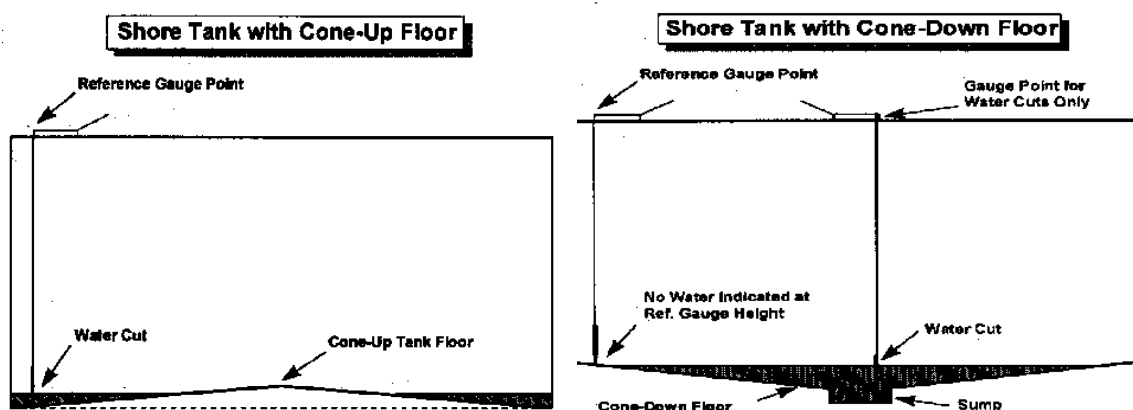 Shore Tank with Cone-Up Floor
Reference Gauge Point
Water Cut
Cone-Up Tank Floor
Shore Tank with Cone-Down Floor
Reference Gauge Point
Gauge Point for
Water Cuts Only
No Water Indicated at
Ref. Gauge Height
Water Cut
Cone-Down Floor
Sump